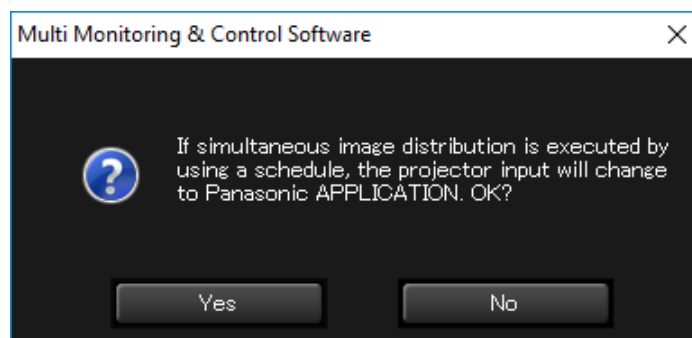 Multi Monitoring & Control Software
If simultaneous image distribution is executed by
using a schedule, the projector input will change
to Panasonic APPLICATION. OK?
Yes
No